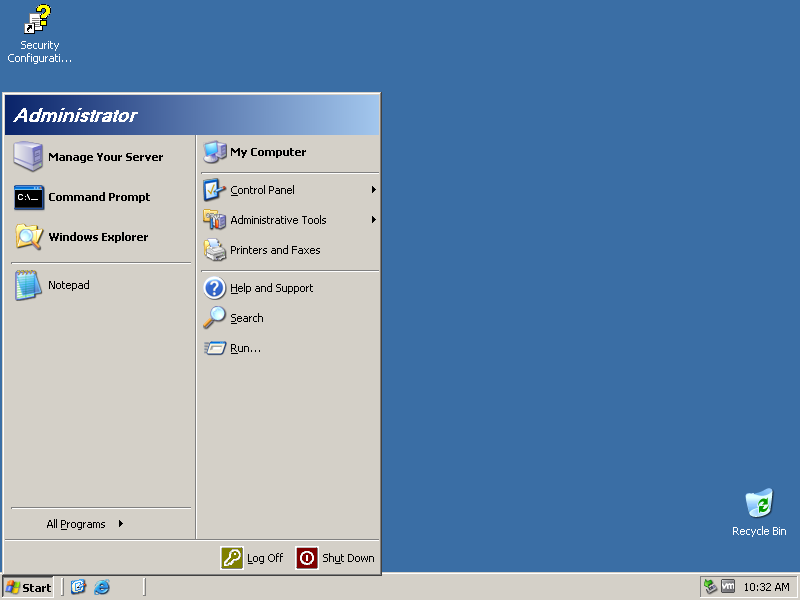 Security
Configurati...
Administrator
Manage Your Server
C:\_
Command Prompt
Windows Explorer
Notepad
All Programs
My Computer
Control Panel
Administrative Tools
Printers and Faxes
Help and Support
Search
Run...
Log Off
Shut Down
Recycle Bin
Start
vm
10:32 AM